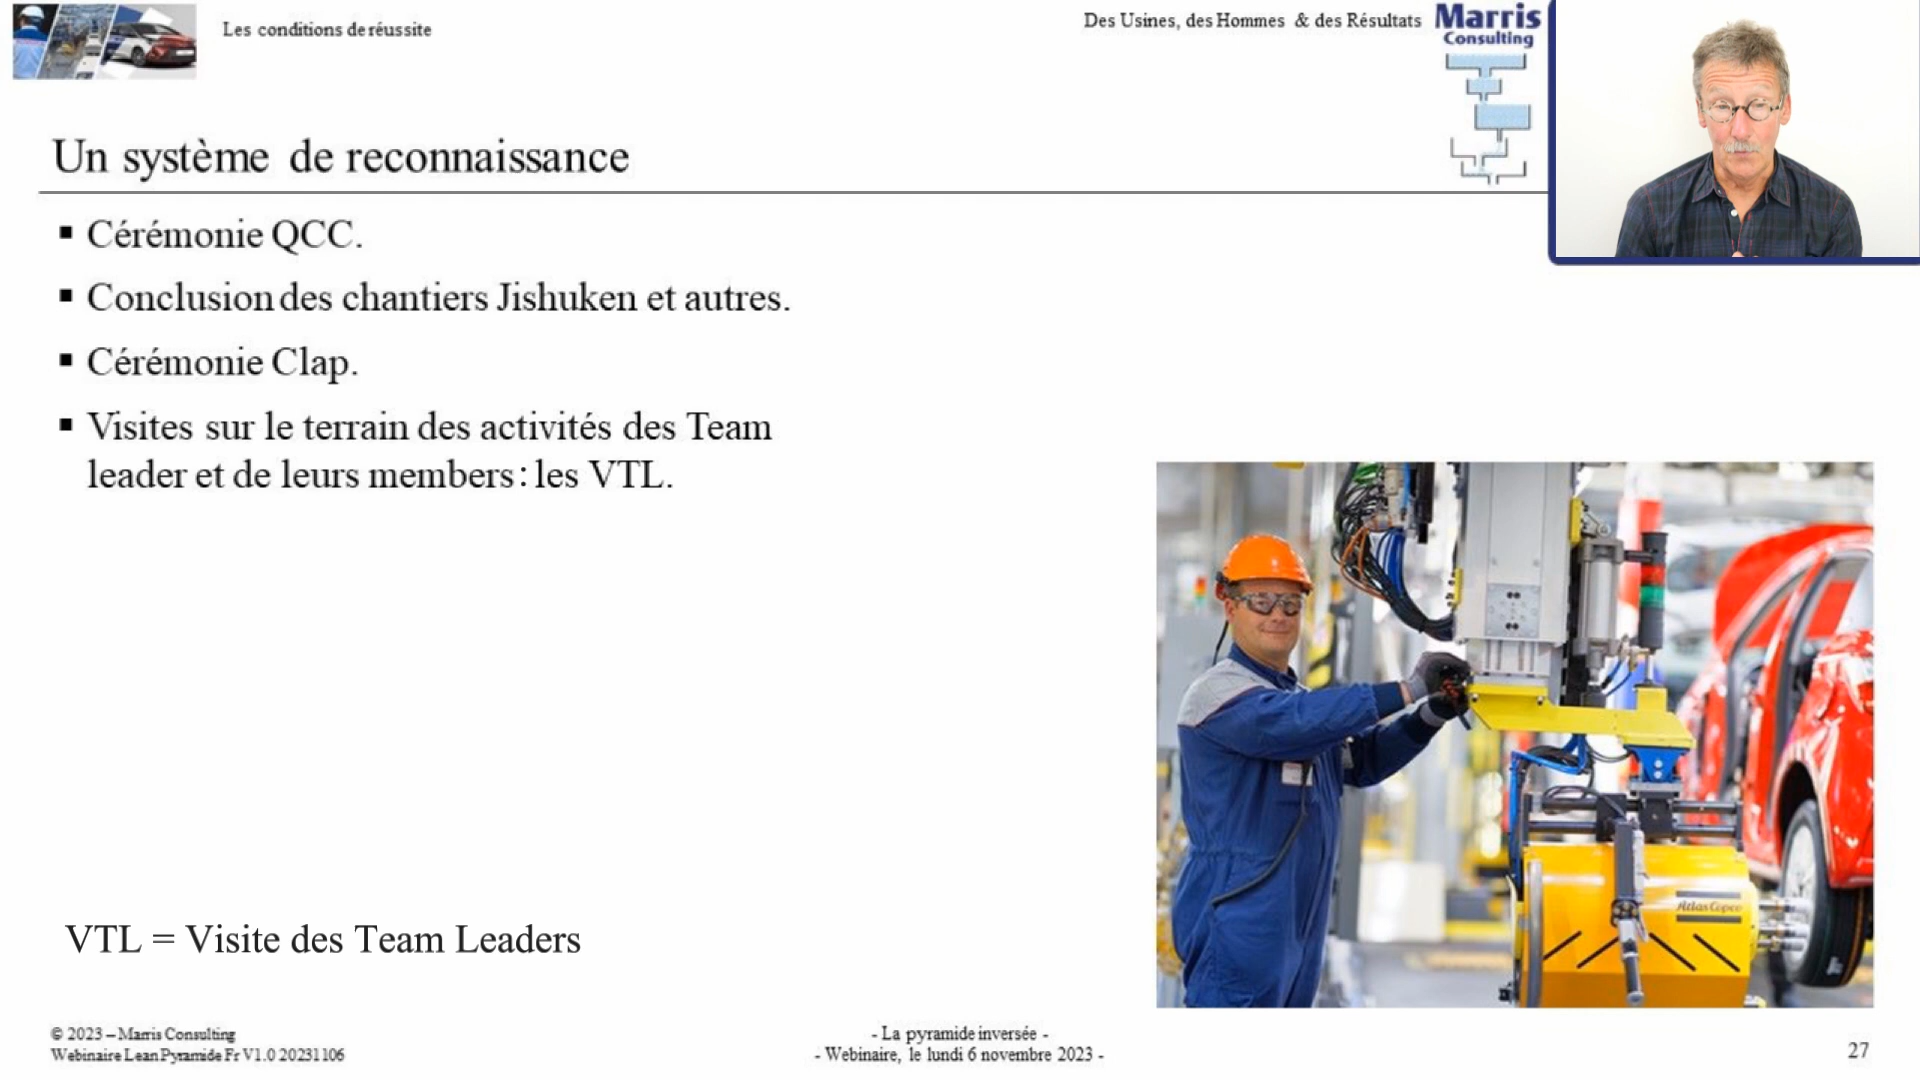 Les conditions de réussite
Des Usines, des Hommes & des Résultats
Marris
Consulting
Un système de reconnaissance
▪ Cérémonie QCC.
▪ Conclusion des chantiers Jishuken et autres.
▪ Cérémonie Clap.
▪ Visites sur le terrain des activités des Team
leader et de leurs members : les VTL.
Atlas Copco
VTL = Visite des Team Leaders
© 2023 – Marris Consulting
Webinaire Lean Pyramide Fr V1.0 20231106
- La pyramide inversée -
- Webinaire, le lundi 6 novembre 2023 -
27